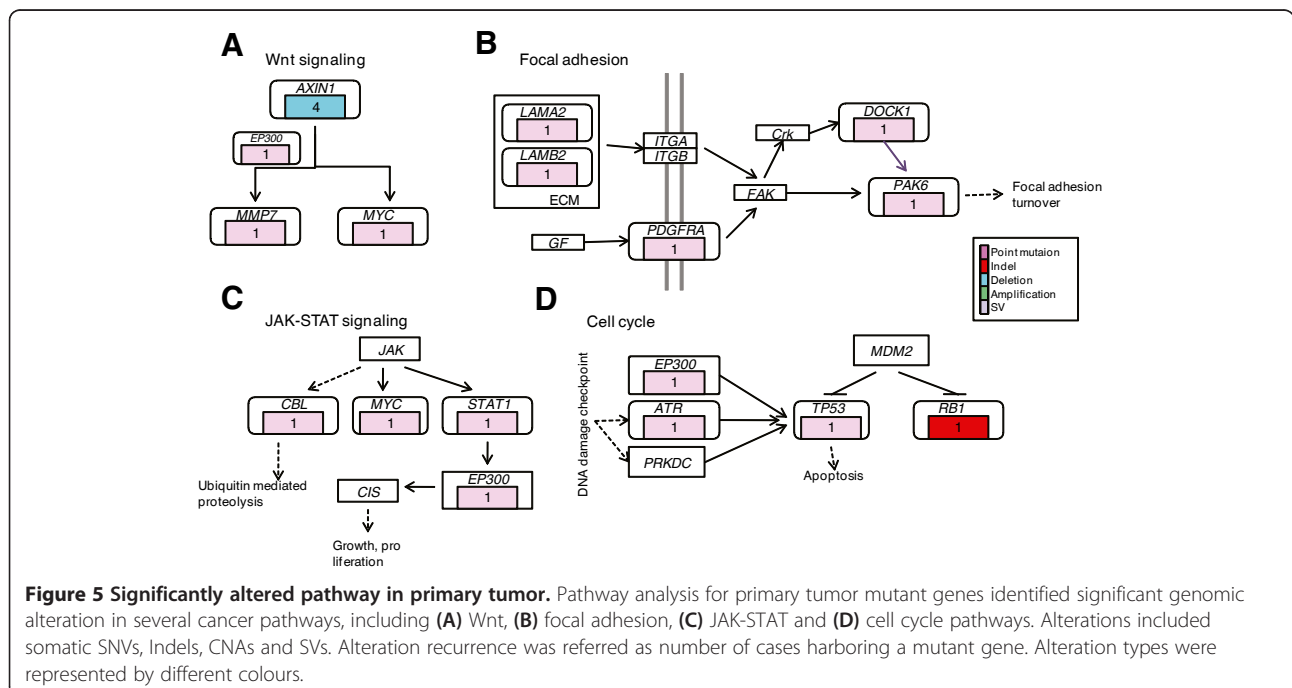 A
Wnt signaling
AXIN1
4
EP300
1
MMP7
1
MYC
1
B
Focal adhesion
LAMA2
1
LAMB2
1
ECM
ITGA
ITGB
GF
PDGFRA
1
FAK
Crk
DOCK1
1
PAK6
1
Focal adhesion
turnover
Point mutaion
Indel
Deletion
Amplification
SV
C
JAK-STAT signaling
JAK
CBL
1
MYC
1
STAT1
1
Ubiquitin mediated
proteolysis
CIS
EP300
1
Growth, pro
liferation
D
Cell cycle
DNA damage checkpoint
EP300
1
ATR
1
PRKDC
MDM2
TP53
1
RB1
1
Apoptosis
Figure 5 Significantly altered pathway in primary tumor. Pathway analysis for primary tumor mutant genes identified significant genomic
alteration in several cancer pathways, including (A) Wnt, (B) focal adhesion, (C) JAK-STAT and (D) cell cycle pathways. Alterations included
somatic SNVs, Indels, CNAs and SVs. Alteration recurrence was referred as number of cases harboring a mutant gene. Alteration types were
represented by different colours.